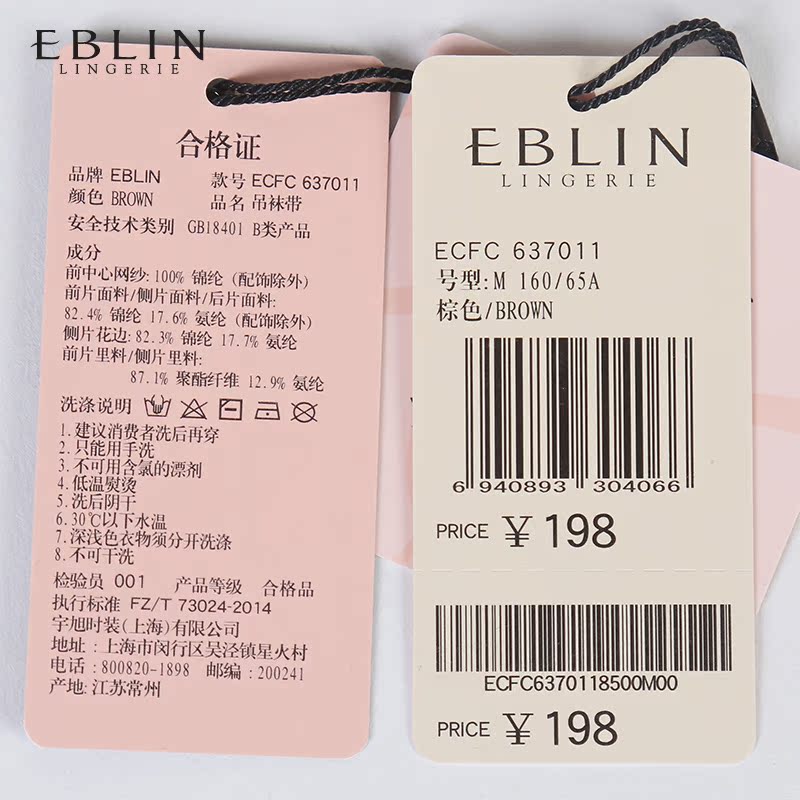 EBLIN
LINGERIE
合格证
品牌 EBLIN 款号 ECFC 637011
颜色 BROWN 品名 吊袜带
安全技术类别 GB18401 B类产品
成分
前中心网纱: 100% 锦纶 (配饰除外)
前片面料/侧片面料/后片面料:
82.4% 锦纶 17.6% 氨纶 (配饰除外)
侧片花边: 82.3% 锦纶 17.7% 氨纶
前片里料/侧片里料:
87.1% 聚酯纤维 12.9% 氨纶
洗涤说明
1. 建议消费者洗后再穿
2. 只能用手洗
3. 不可用含氯的漂剂
4. 低温熨烫
5. 洗后阴干
6. 30℃以下水温
7. 深浅色衣物须分开洗涤
8. 不可干洗
检验员 001 产品等级 合格品
执行标准 FZ/T 73024-2014
宇旭时装(上海)有限公司
地址: 上海市闵行区吴泾镇星火村
电话: 800820-1898 邮编: 200241
产地: 江苏常州
EBLIN
LINGERIE
ECFC 637011
号型: M 160/65A
棕色/BROWN
6 940893 304066
PRICE ¥ 198
ECFC6370118500M00
PRICE ¥ 198